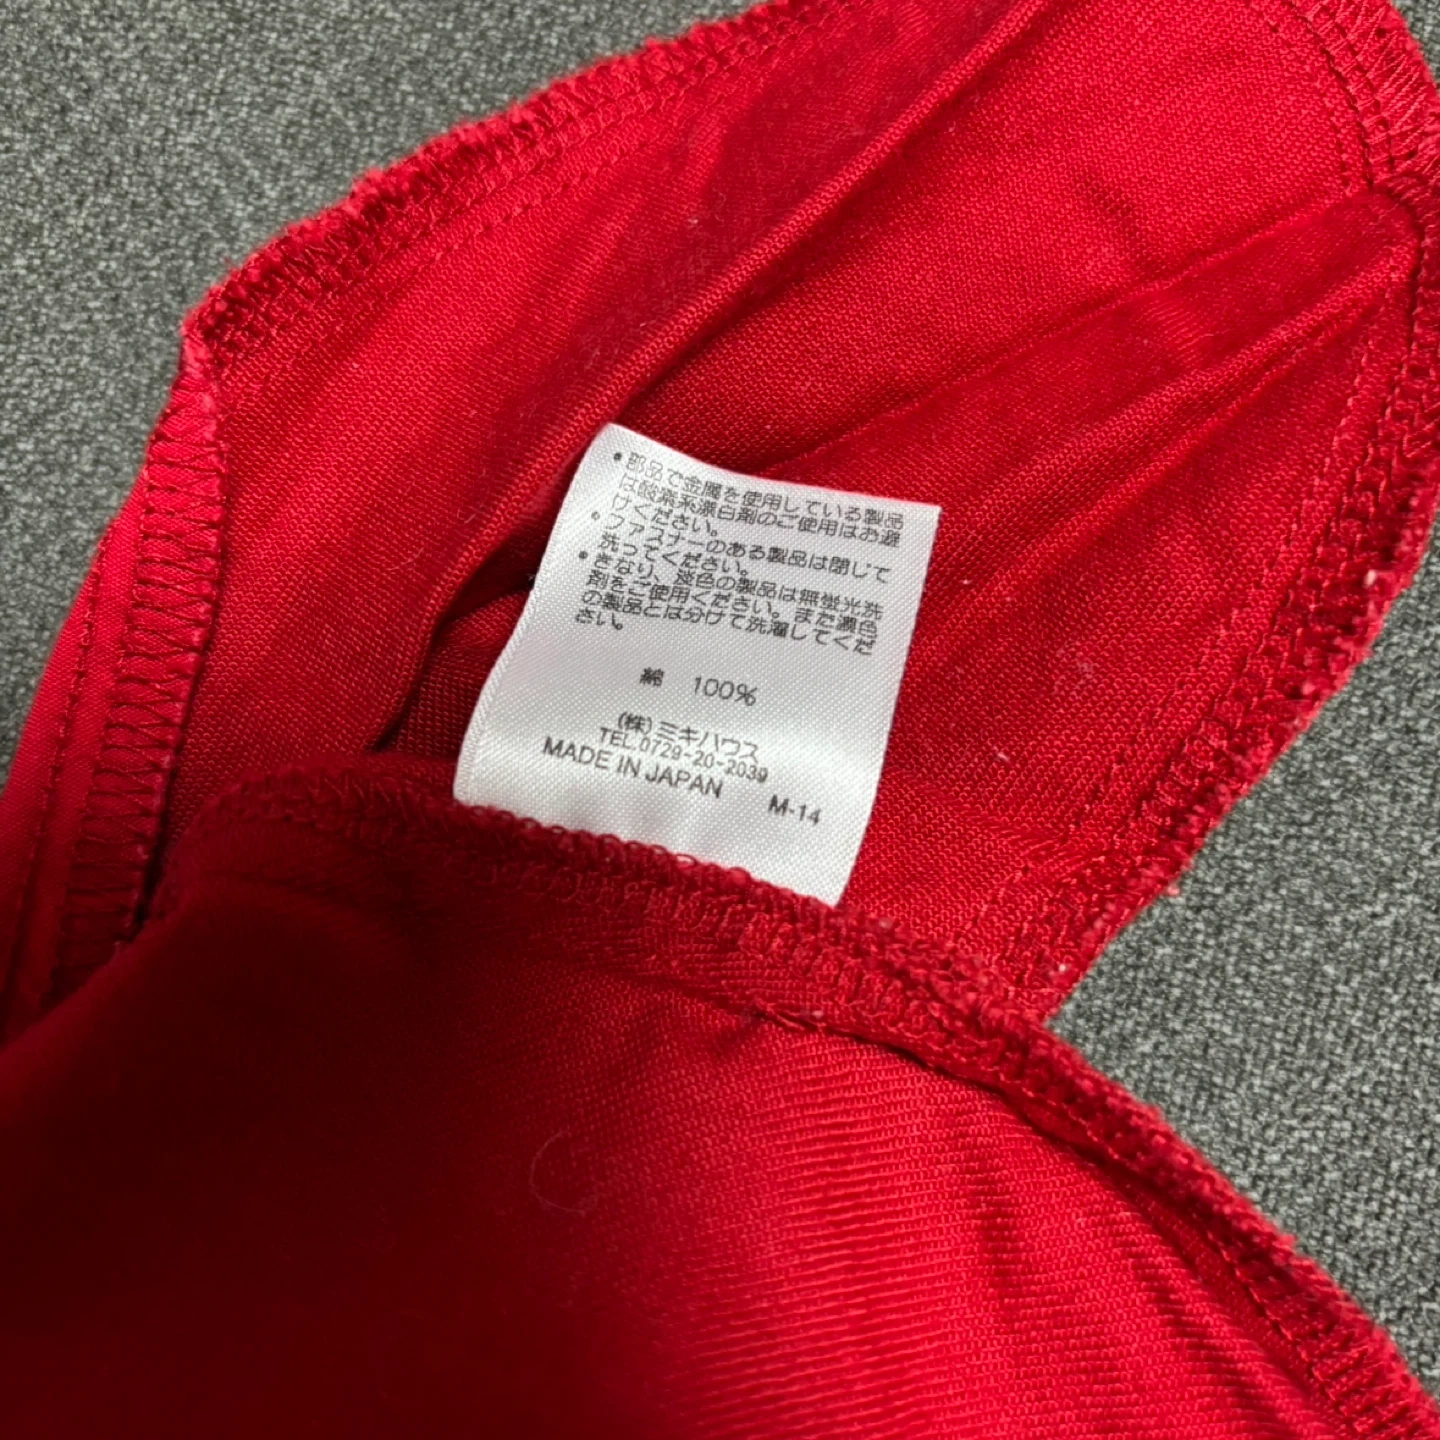 ・部品で金属を使用している製品
は酸素系漂白剤のご使用はお避
けください。
・ファスナーのある製品は閉じて
洗ってください。
・きなり、淡色の製品は無蛍光洗
剤をご使用ください。また濃色
の製品とは分けて洗濯してくだ
さい。
綿 100%
(株)ミキハウス
TEL.0729-20-2039
MADE IN JAPAN
M-14